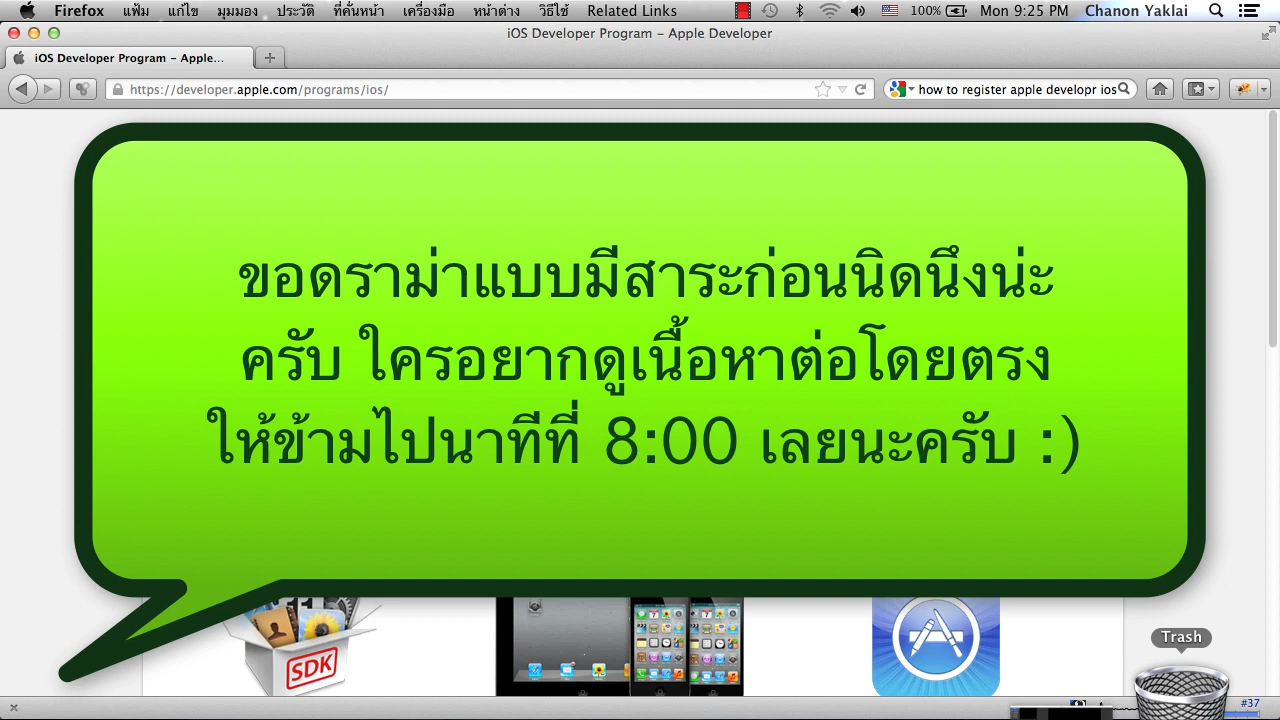 Firefox แฟ้ม แก้ไข มุมมอง ประวัติ ที่คั่นหน้า เครื่องมือ หน้าต่าง วิธีใช้ Related Links 100% Mon 9:25 PM Chanon Yaklai
iOS Developer Program – Apple Developer
iOS Developer Program – Apple...
https://developer.apple.com/programs/ios/ how to register apple developr ios
ขอดราม่าแบบมีสาระก่อนนิดนึงน่ะ
ครับ ใครอยากดูเนื้อหาต่อโดยตรง
ให้ข้ามไปนาทีที่ 8:00 เลยนะครับ :)
SDK
Trash
#37